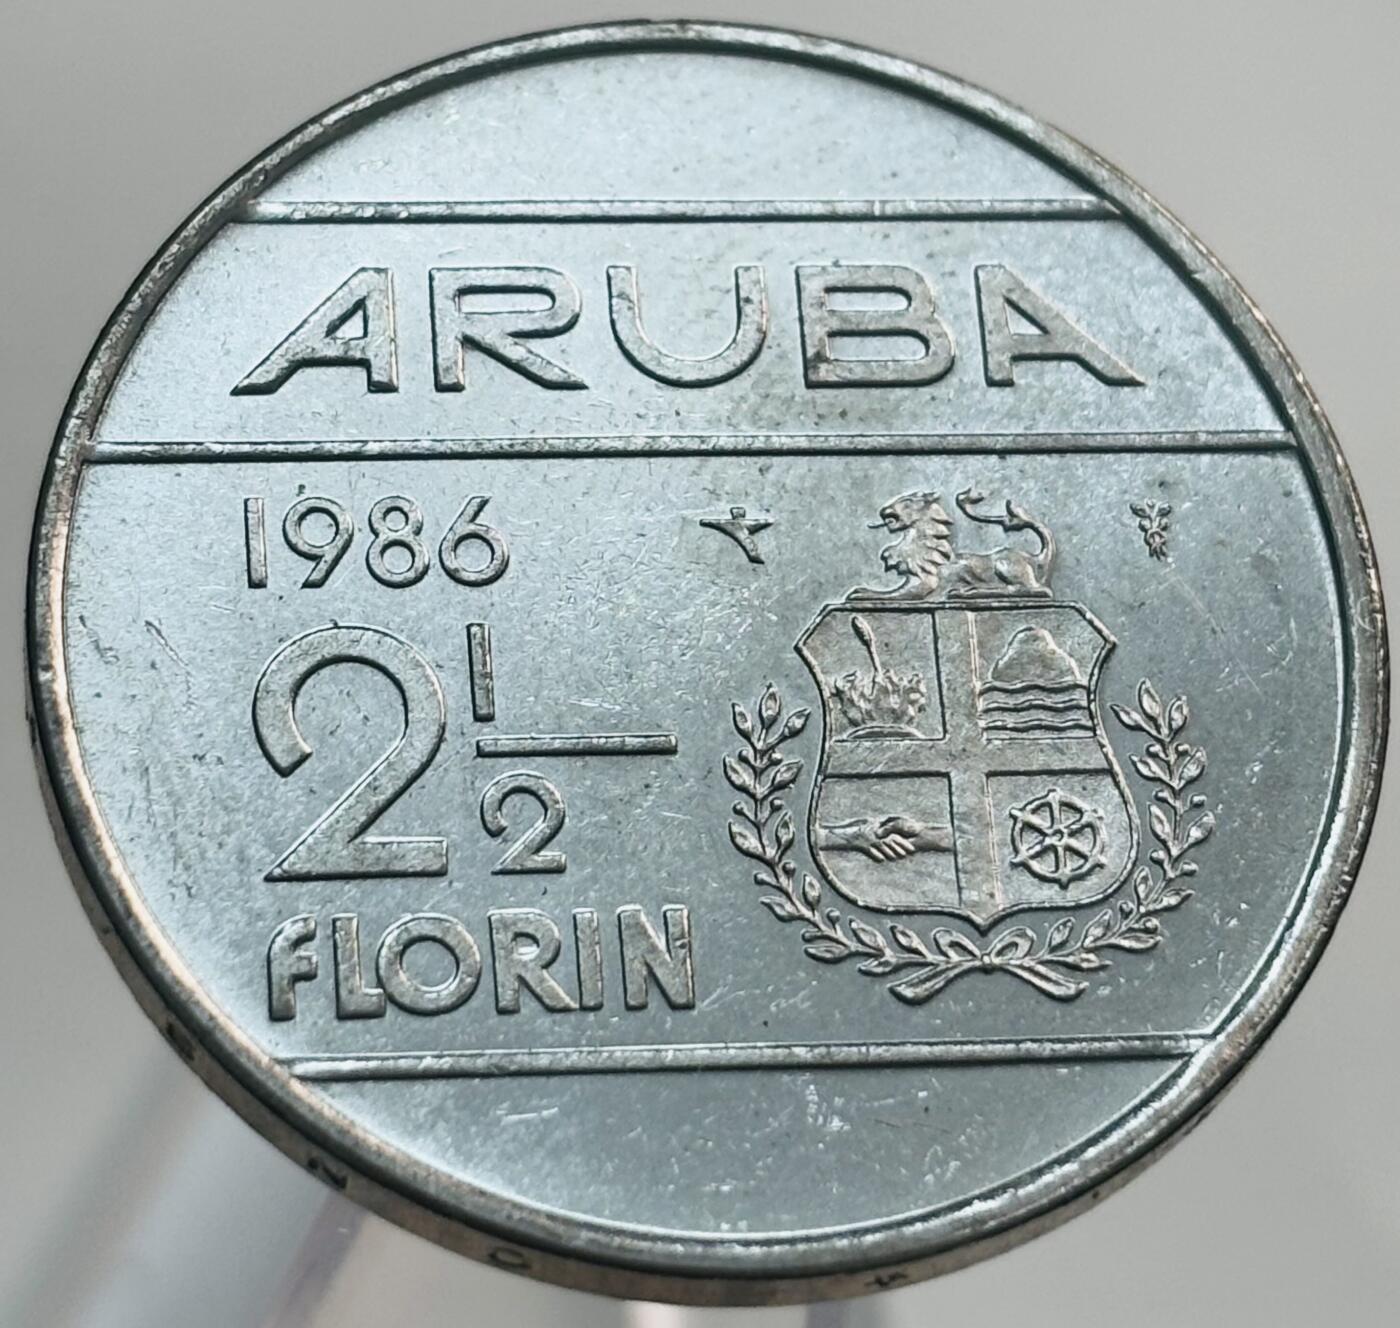 ARUBA
1986
2 1/2
FLORIN